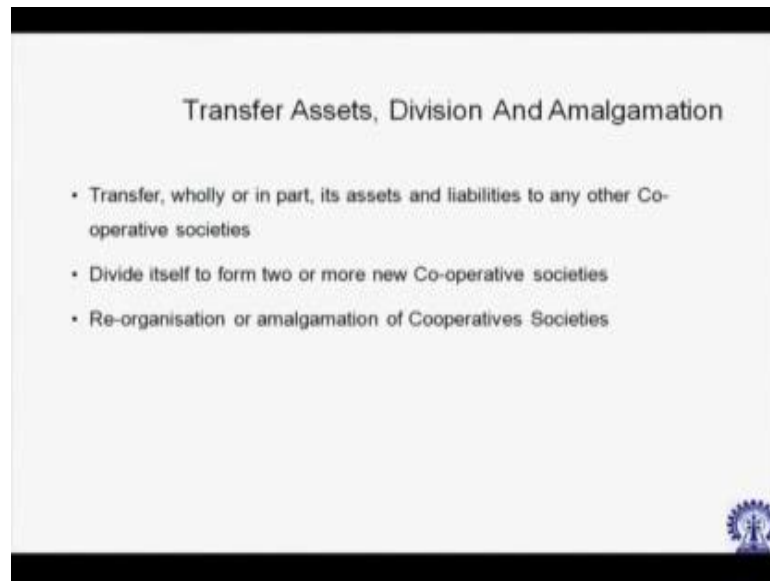 Transfer Assets, Division And Amalgamation
• Transfer, wholly or in part, its assets and liabilities to any other Co-
operative societies
• Divide itself to form two or more new Co-operative societies
• Re-organisation or amalgamation of Cooperatives Societies